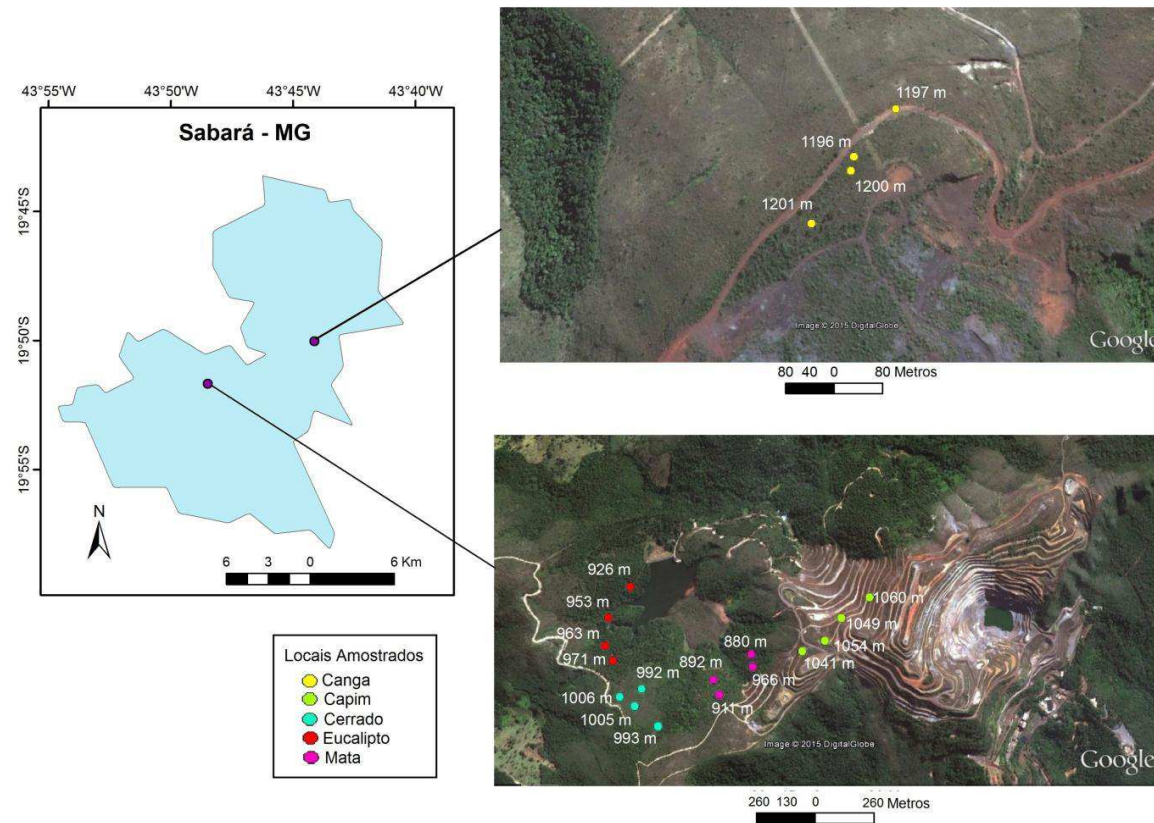 43°55'W 43°50'W 43°45'W 43°40'W
Sabará - MG
19°45'S
19°50'S
19°55'S
N
6 3 0 6 Km
Locais Amostrados
Canga
Capim
Cerrado
Eucalipto
Mata
1197 m
1196 m
1200 m
1201 m
Image © 2015 DigitalGlobe
Google
80 40 0 80 Metros
926 m
953 m
963 m
971 m
992 m
1006 m
1005 m
993 m
880 m
892 m
966 m
911 m
1060 m
1049 m
1054 m
1041 m
Image © 2015 DigitalGlobe
Google
260 130 0 260 Metros